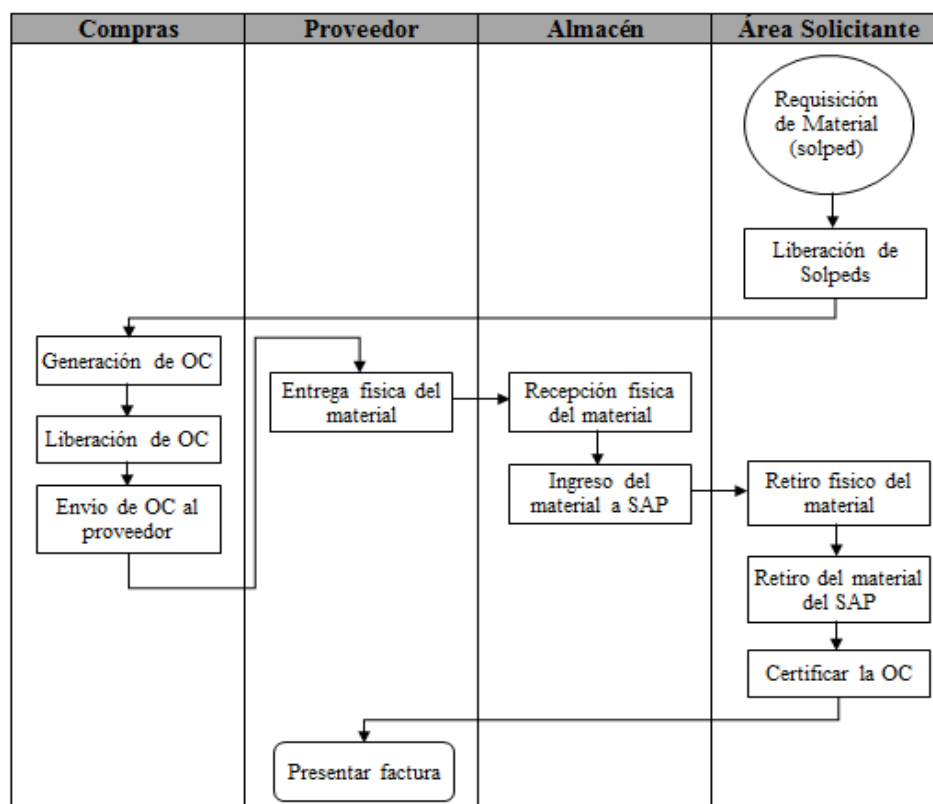 Compras
Proveedor
Almacén
Área Solicitante
Requisición
de Material
(solped)
Liberación de
Solpeds
Generación de OC
Liberación de OC
Envío de OC al
proveedor
Entrega fisica del
material
Recepción fisica
del material
Ingreso del
material a SAP
Retiro fisico del
material
Retiro del material
del SAP
Certificar la OC
Presentar factura